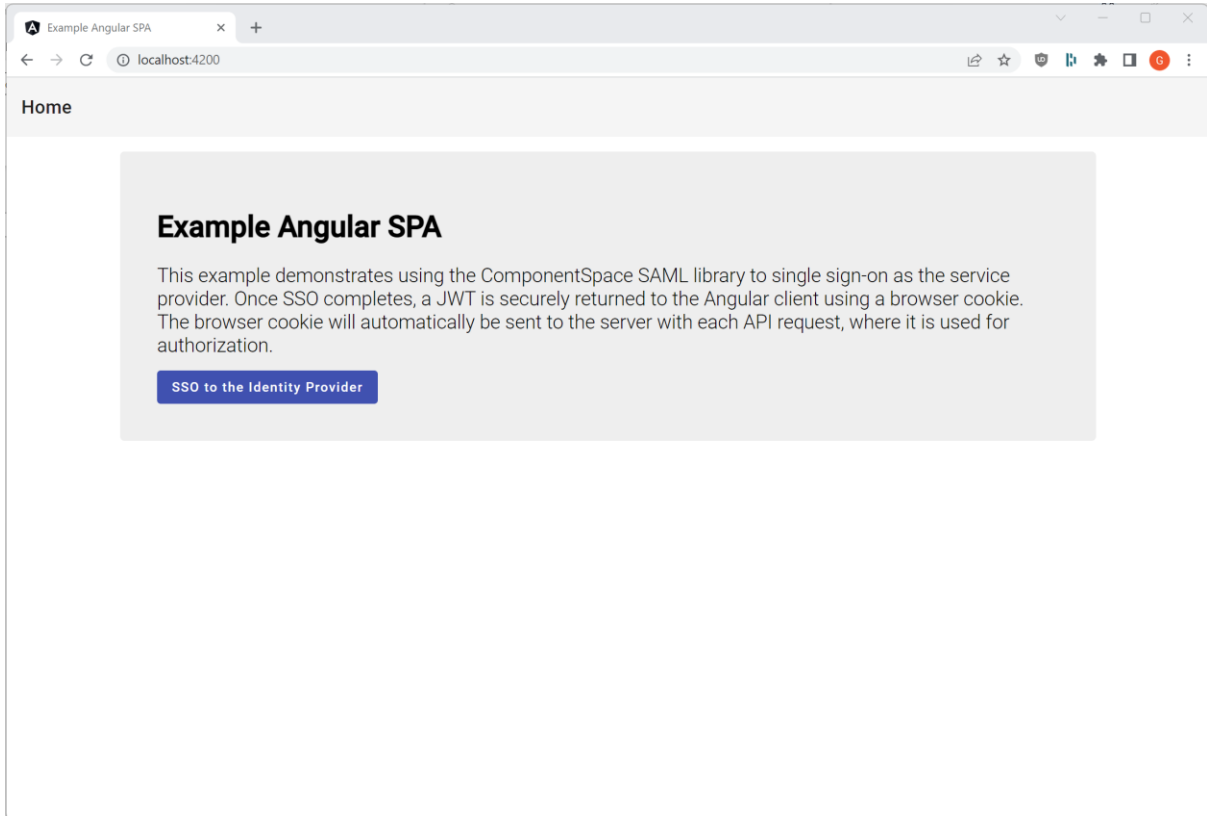 Example Angular SPA
localhost:4200
G
Home
Example Angular SPA
This example demonstrates using the ComponentSpace SAML library to single sign-on as the service
provider. Once SSO completes, a JWT is securely returned to the Angular client using a browser cookie.
The browser cookie will automatically be sent to the server with each API request, where it is used for
authorization.
SSO to the Identity Provider